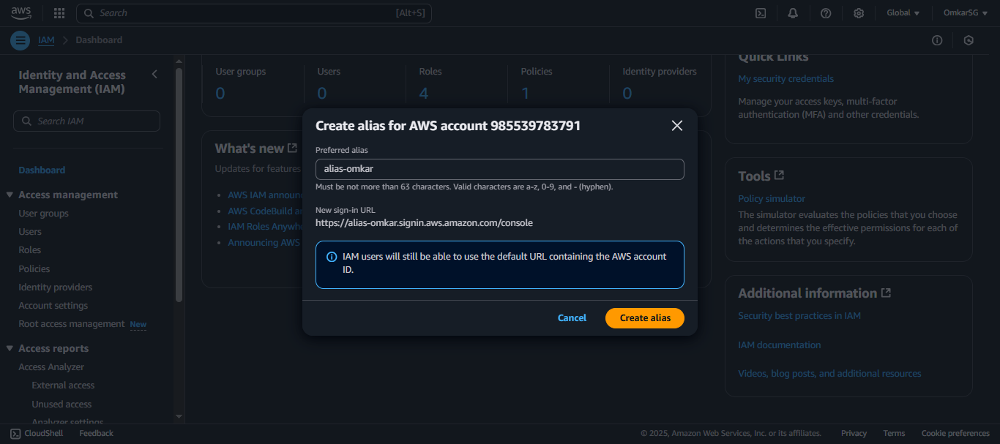 aws
Search
[Alt+S]
Global
OmkarSG
IAM
Dashboard
Identity and Access
Management (IAM)
Search IAM
Dashboard
Access management
User groups
Users
Roles
Policies
Identity providers
Account settings
Root access management New
Access reports
Access Analyzer
External access
Unused access
Analyzer settings
User groups
0
Users
0
Roles
4
Policies
1
Identity providers
0
What's new
Updates for features
AWS IAM announ
AWS CodeBuild a
IAM Roles Anywh
Announcing AWS
Create alias for AWS account 985539783791
Preferred alias
alias-omkar
Must be not more than 63 characters. Valid characters are a-z, 0-9, and - (hyphen).
New sign-in URL
https://alias-omkar.signin.aws.amazon.com/console
IAM users will still be able to use the default URL containing the AWS account
ID.
Cancel
Create alias
Quick Links
My security credentials
Manage your access keys, multi-factor
authentication (MFA) and other credentials.
Tools
Policy simulator
The simulator evaluates the policies that you choose
and determines the effective permissions for each of
the actions that you specify.
Additional information
Security best practices in IAM
IAM documentation
Videos, blog posts, and additional resources
CloudShell
Feedback
© 2025, Amazon Web Services, Inc. or its affiliates.
Privacy
Terms
Cookie preferences